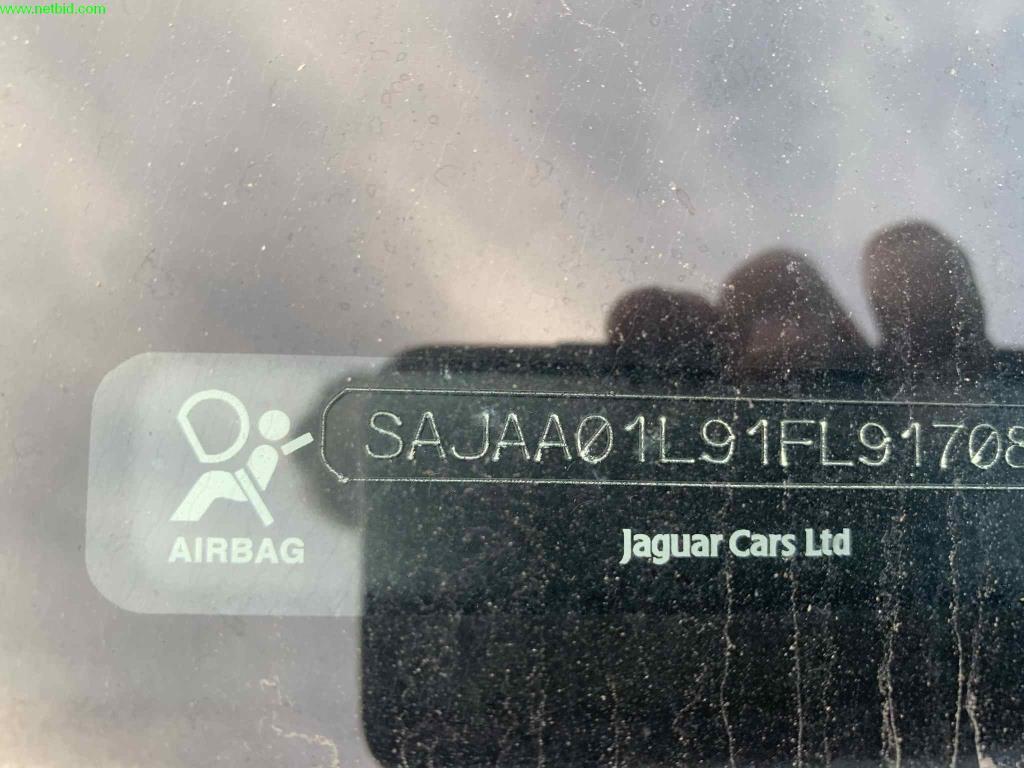 www.netbid.com
SAJAA01L91FL91708
AIRBAG
Jaguar Cars Ltd